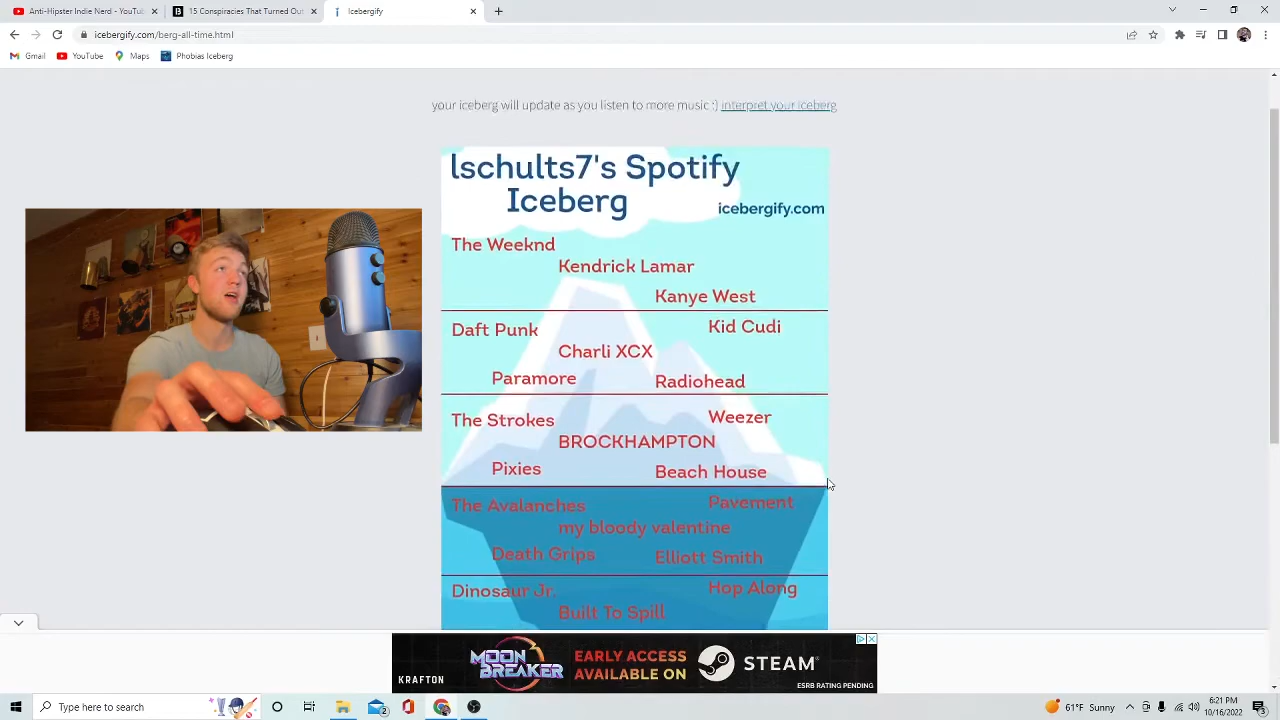 Anti-Hipster Indie Nerd - YouTub
15 Conspiracies That Turned Out
Icebergify
icebergify.com/berg-all-time.html
Gmail
YouTube
Maps
Phobias Iceberg
your iceberg will update as you listen to more music :) interpret your iceberg
lschults7's Spotify
Iceberg
icebergify.com
The Weeknd
Kendrick Lamar
Kanye West
Kid Cudi
Daft Punk
Charli XCX
Paramore
Radiohead
Weezer
The Strokes
BROCKHAMPTON
Pixies
Beach House
Pavement
The Avalanches
my bloody valentine
Death Grips
Elliott Smith
Hop Along
Dinosaur Jr.
Built To Spill
KRAFTON
MOON
BREAKER
EARLY ACCESS
AVAILABLE ON
STEAM
ESRB RATING PENDING
Type here to search
2
61°F Sunny
6:21 PM
10/16/2022
3